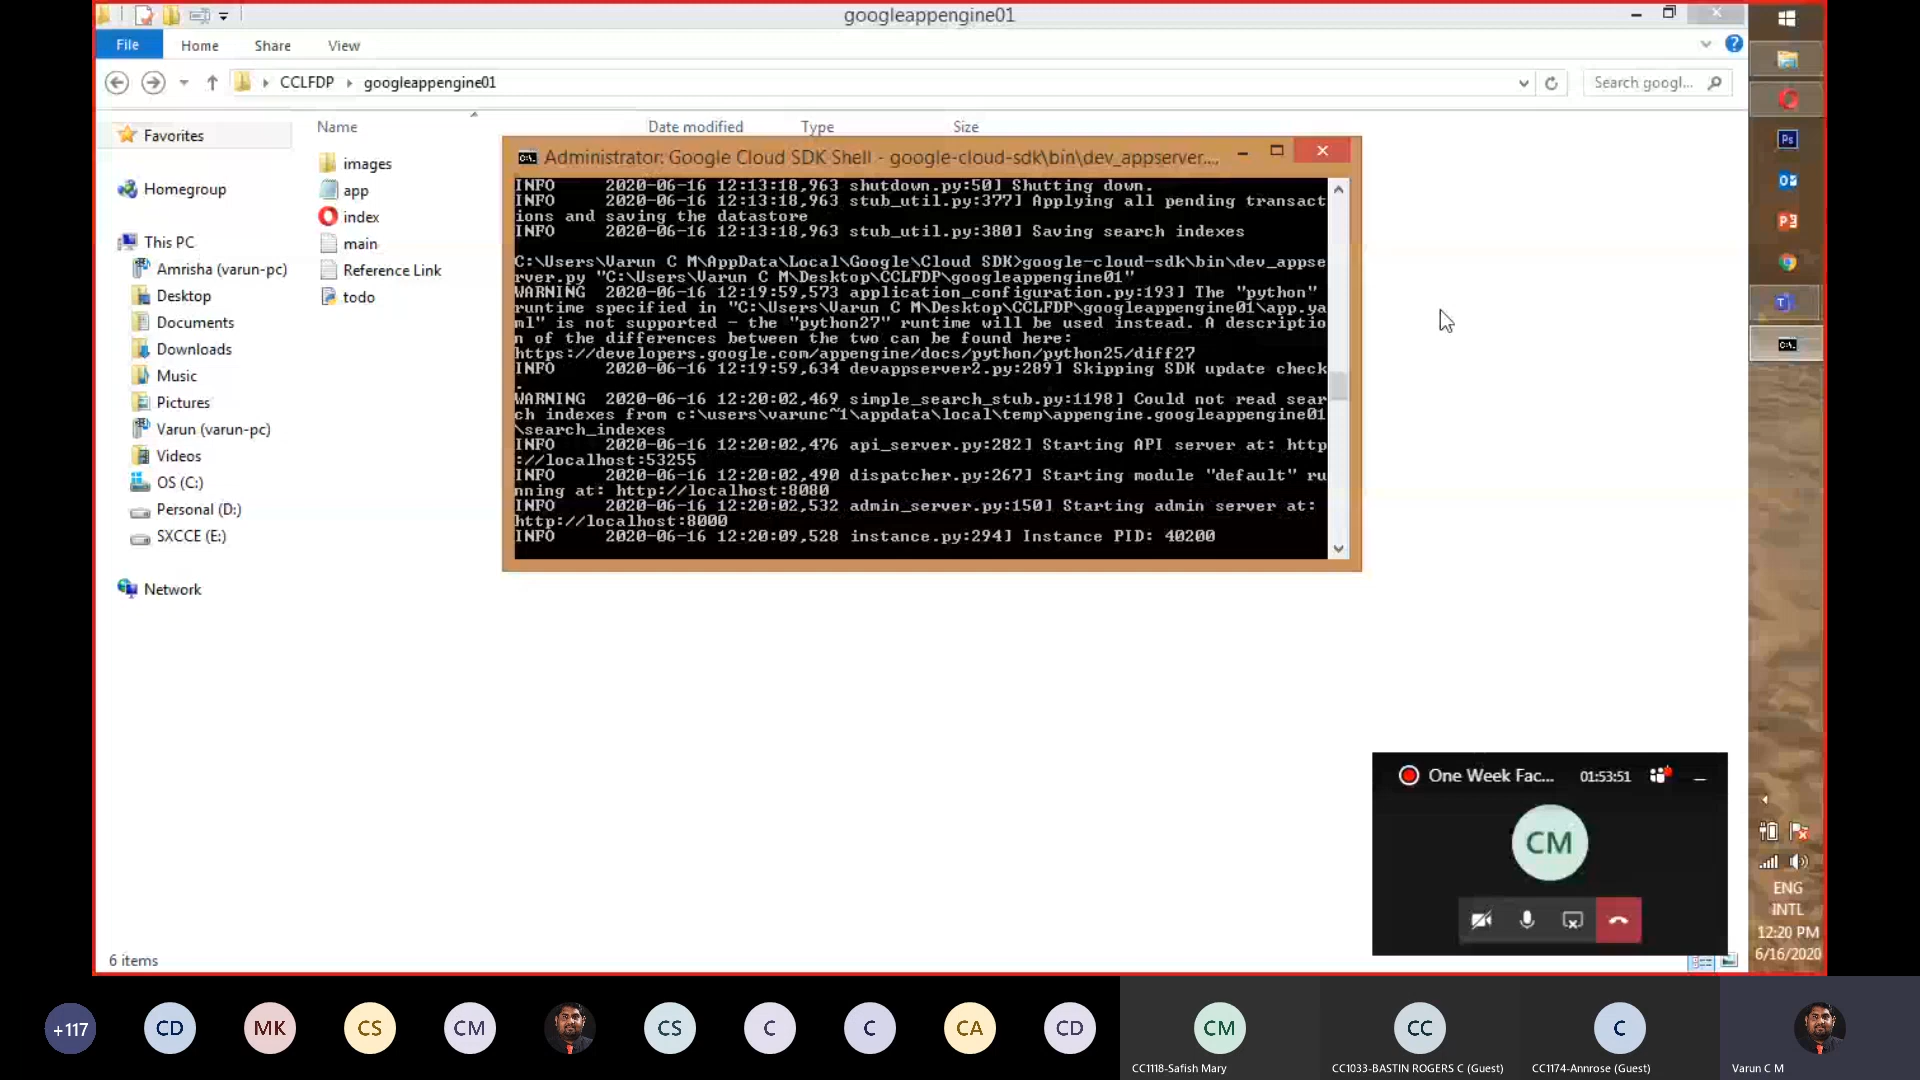 googleappengine01
File
Home
Share
View
CCLFDP
googleappengine01
Search googl...
Name
Date modified
Type
Size
Favorites
Homegroup
This PC
Amrisha (varun-pc)
Desktop
Documents
Downloads
Music
Pictures
Varun (varun-pc)
Videos
OS (C:)
Personal (D:)
SXCCE (E:)
Network
images
app
index
main
Reference Link
todo
Administrator: Google Cloud SDK Shell - google-cloud-sdk\bin\dev_appserver....
INFO 2020-06-16 12:13:18,963 shutdown.py:50] Shutting down.
INFO 2020-06-16 12:13:18,963 stub_util.py:377] Applying all pending transact
ions and saving the datastore
INFO 2020-06-16 12:13:18,963 stub_util.py:380] Saving search indexes
C:\Users\Varun C M\AppData\Local\Google\Cloud SDK>google-cloud-sdk\bin\dev_appse
rver.py "C:\Users\Varun C M\Desktop\CCLFDP\googleappengine01"
WARNING 2020-06-16 12:19:59,573 application_configuration.py:193] The "python"
runtime specified in "C:\Users\Varun C M\Desktop\CCLFDP\googleappengine01\app.ya
ml" is not supported - the "python27" runtime will be used instead. A descriptio
n of the differences between the two can be found here:
https://developers.google.com/appengine/docs/python/python25/diff27
INFO 2020-06-16 12:19:59,634 devappserver2.py:289] Skipping SDK update check
.
WARNING 2020-06-16 12:20:02,469 simple_search_stub.py:1198] Could not read sear
ch indexes from c:\users\varunc~1\appdata\local\temp\appengine.googleappengine01
\search_indexes
INFO 2020-06-16 12:20:02,476 api_server.py:282] Starting API server at: http
://localhost:53255
INFO 2020-06-16 12:20:02,490 dispatcher.py:267] Starting module "default" ru
nning at: http://localhost:8080
INFO 2020-06-16 12:20:02,532 admin_server.py:150] Starting admin server at:
http://localhost:8000
INFO 2020-06-16 12:20:09,528 instance.py:294] Instance PID: 40200
One Week Fac...
01:53:51
CM
ENG
INTL
12:20 PM
6/16/2020
6 items
+117
CD
MK
CS
CM
CS
C
C
CA
CD
CM
CC
C
CC1118-Safish Mary
CC1033-BASTIN ROGERS C (Guest)
CC1174-Annrose (Guest)
Varun C M